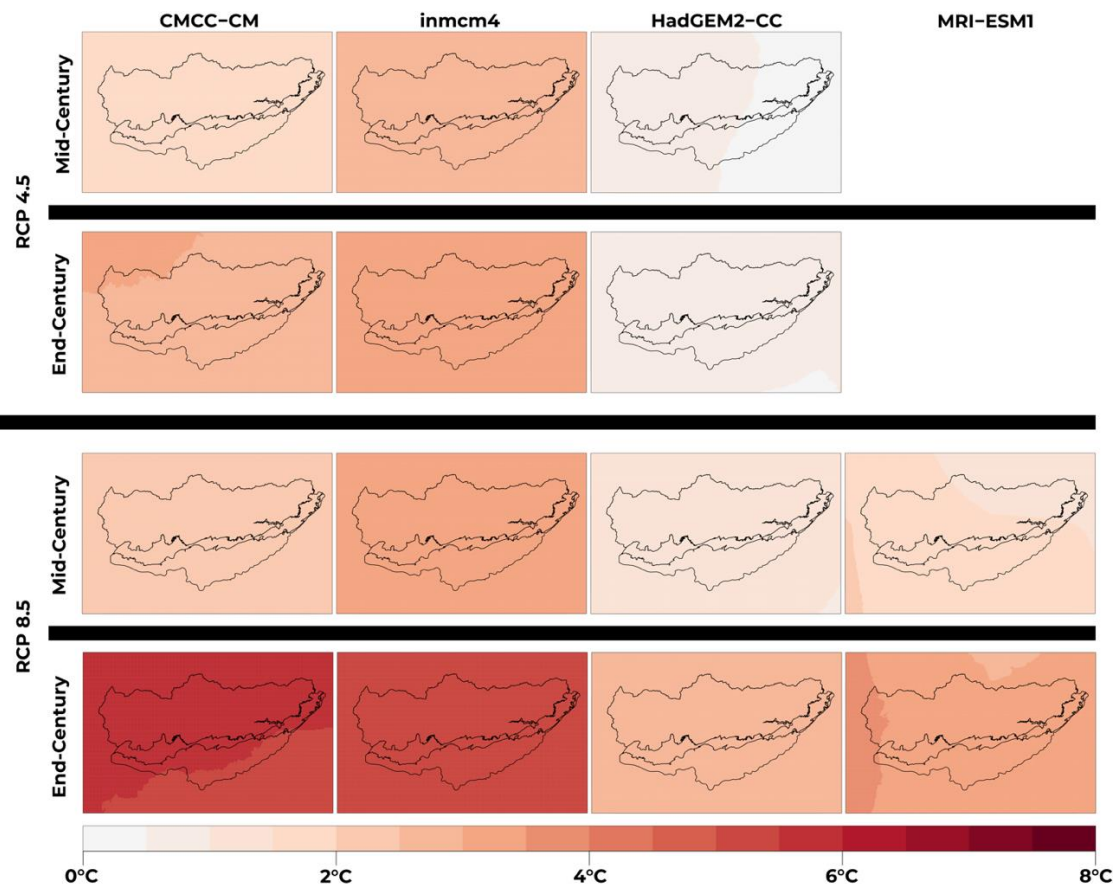 CMCC−CM inmcm4 HadGEM2−CC MRI−ESM1
RCP 4.5
Mid-Century
End-Century
RCP 8.5
Mid-Century
End-Century
0°C 2°C 4°C 6°C 8°C